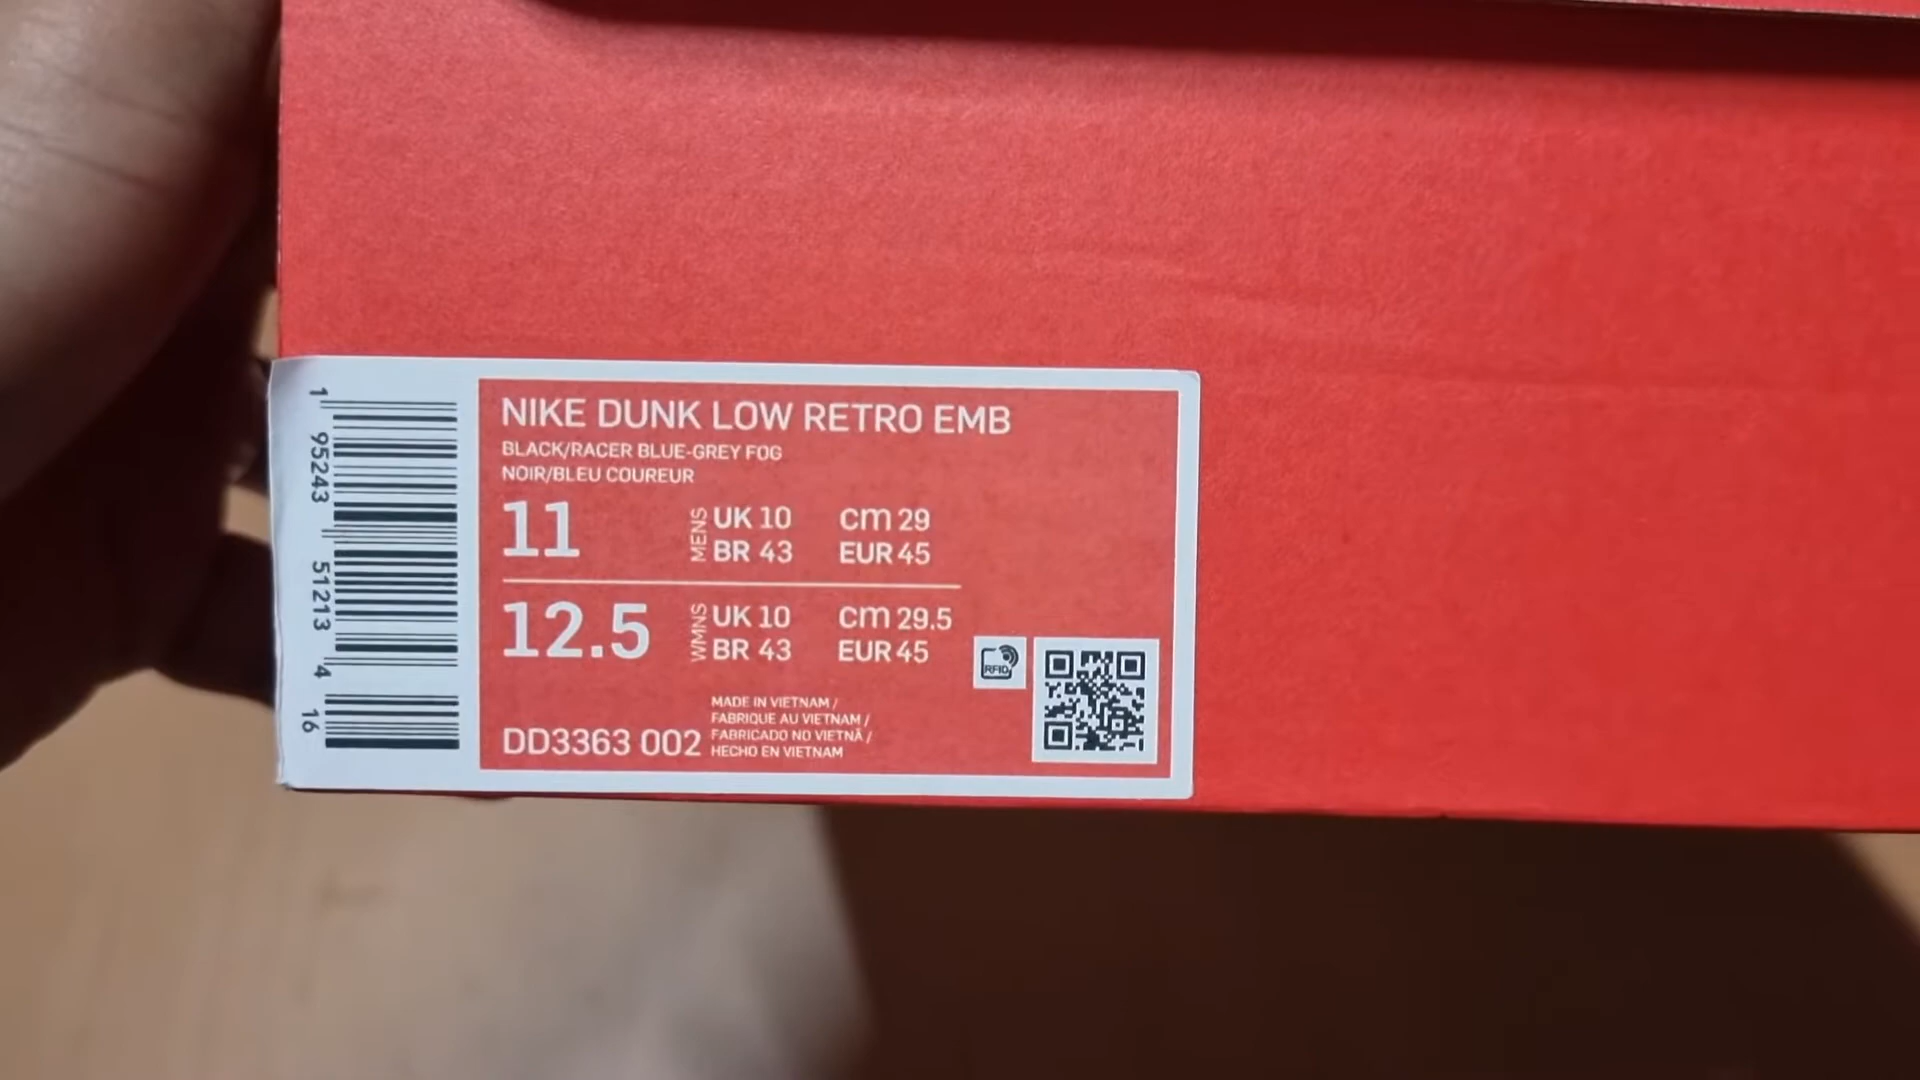 NIKE DUNK LOW RETRO EMB
BLACK/RACER BLUE-GREY FOG
NOIR/BLEU COUREUR
11
MENS
UK 10 CM 29
BR 43 EUR 45
12.5
WMNS
UK 10 CM 29.5
BR 43 EUR 45
RFID
DD3363 002
MADE IN VIETNAM /
FABRIQUE AU VIETNAM /
FABRICADO NO VIETNÃ /
HECHO EN VIETNAM
1 95243 51213 4 16